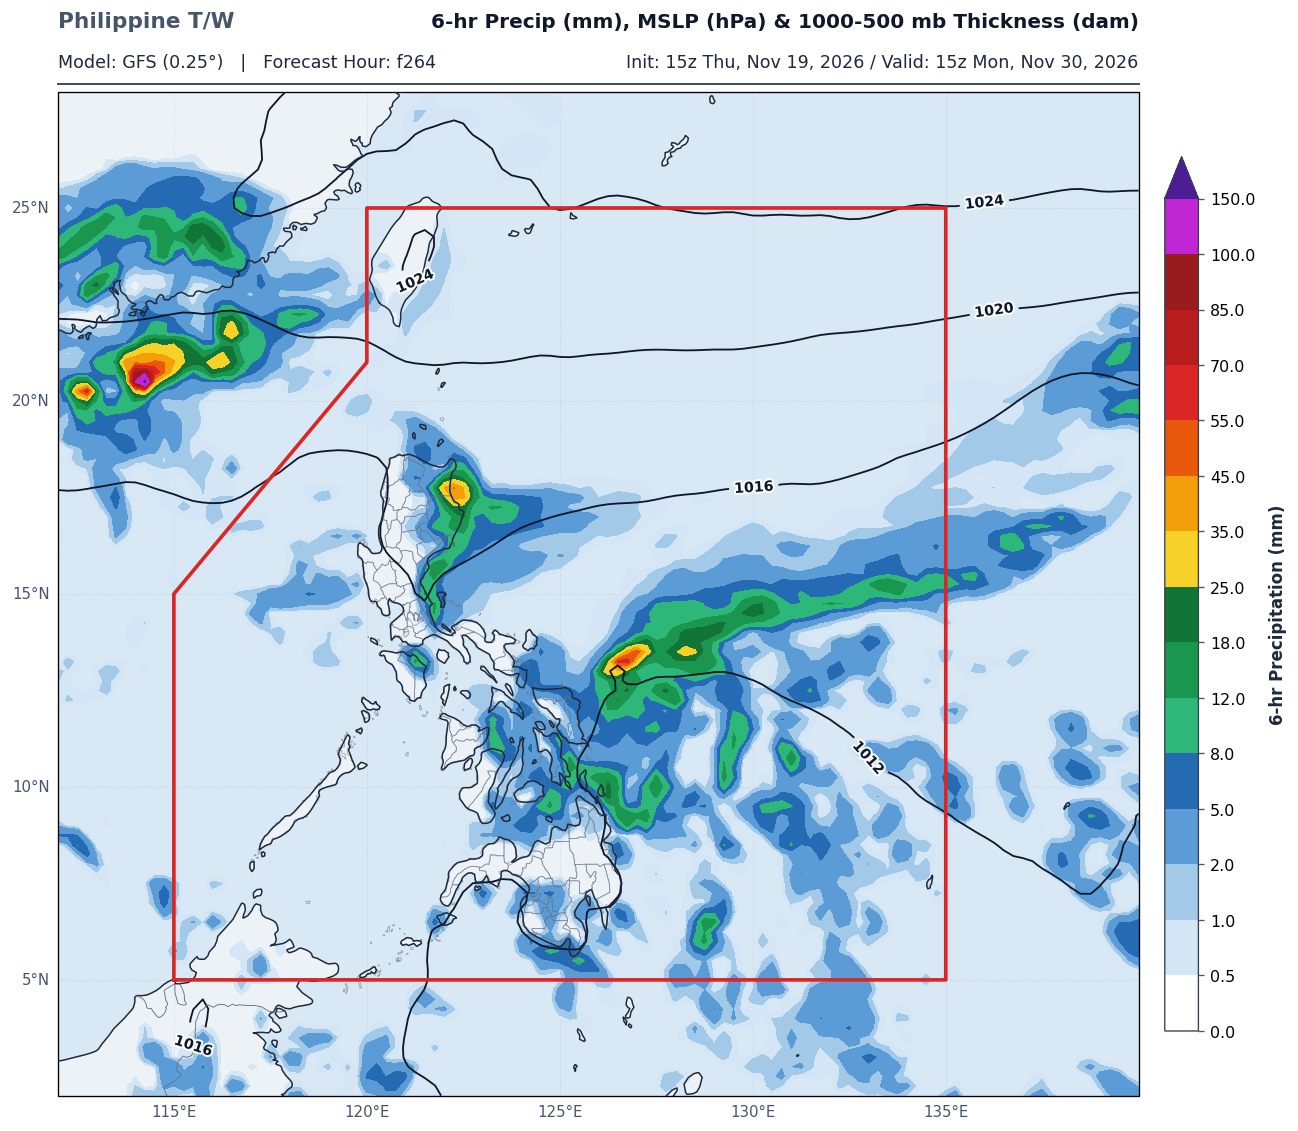 Philippine T/W
6-hr Precip (mm), MSLP (hPa) & 1000-500 mb Thickness (dam)
Model: GFS (0.25°) | Forecast Hour: f264
Init: 15z Thu, Nov 19, 2026 / Valid: 15z Mon, Nov 30, 2026
25°N
20°N
15°N
10°N
5°N
1024
1024
1020
1016
1012
1016
115°E
120°E
125°E
130°E
135°E
150.0
100.0
85.0
70.0
55.0
45.0
35.0
25.0
18.0
12.0
8.0
5.0
2.0
1.0
0.5
0.0
6-hr Precipitation (mm)